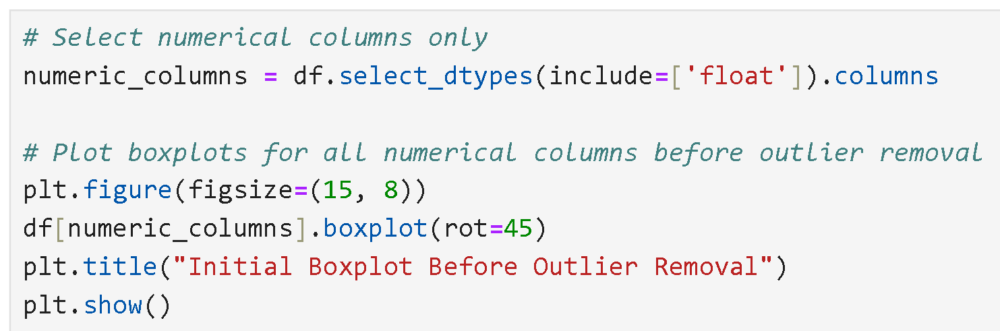 # Select numerical columns only
numeric_columns = df.select_dtypes(include=['float']).columns
# Plot boxplots for all numerical columns before outlier removal
plt.figure(figsize=(15, 8))
df[numeric_columns].boxplot(rot=45)
plt.title("Initial Boxplot Before Outlier Removal")
plt.show()